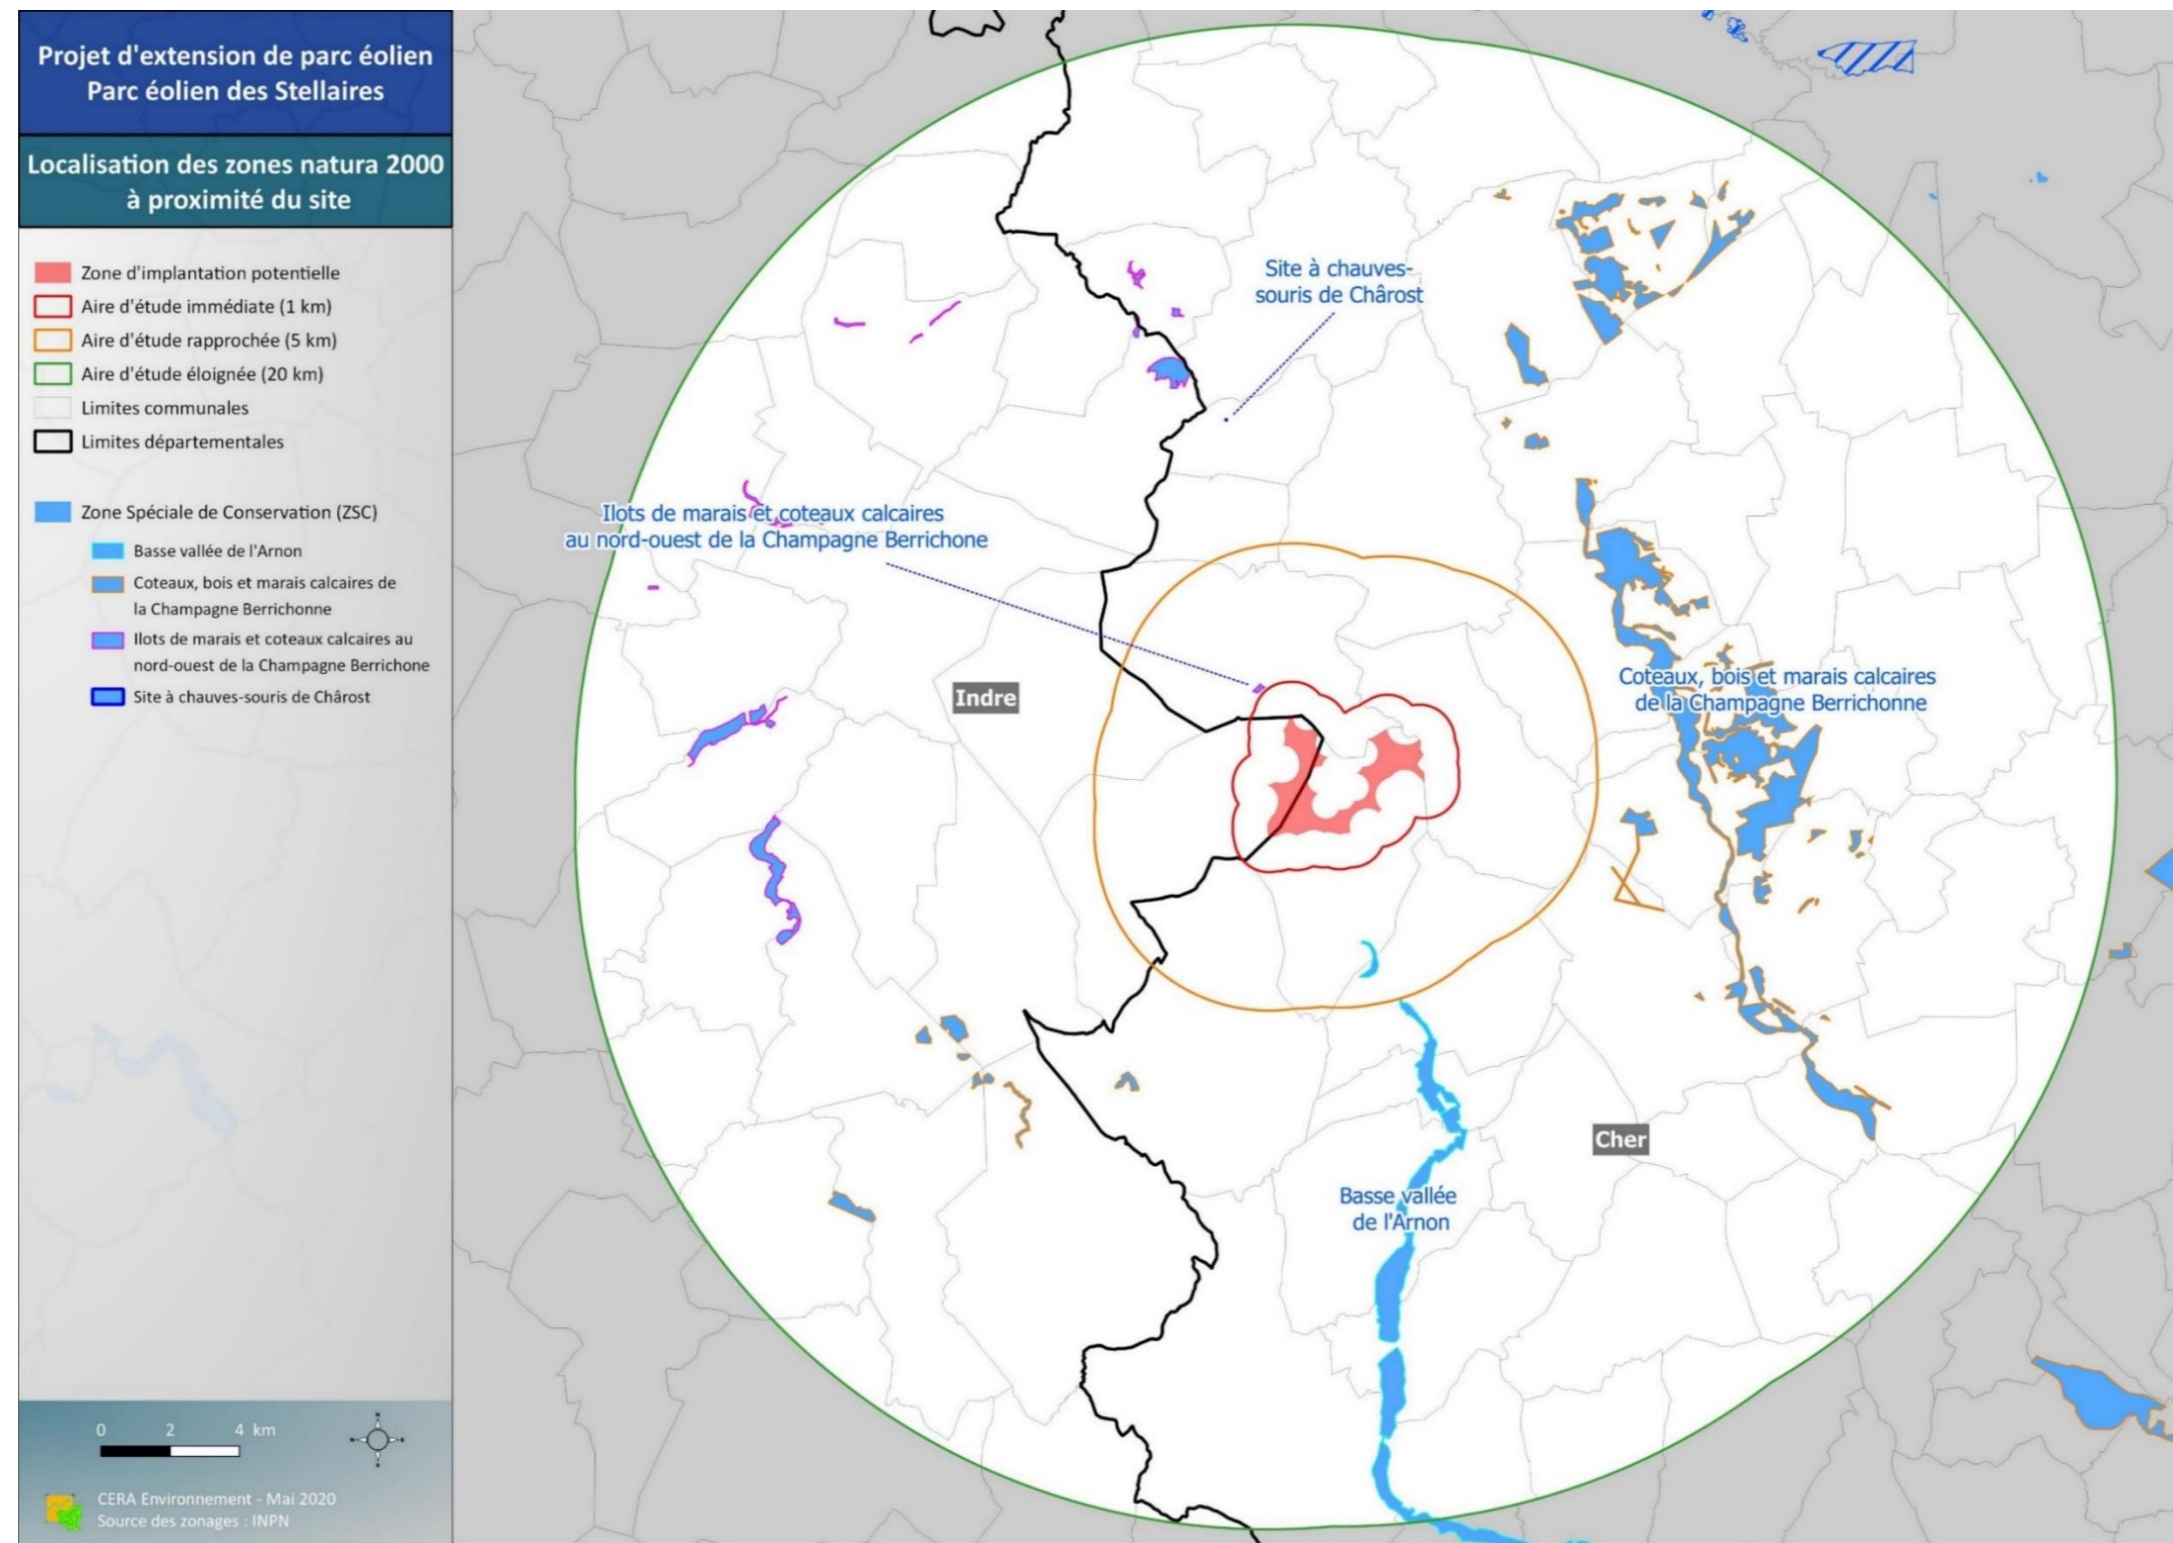 Projet d'extension de parc éolien
Parc éolien des Stellaires
Localisation des zones natura 2000
à proximité du site
Zone d'implantation potentielle
Aire d'étude immédiate (1 km)
Aire d'étude rapprochée (5 km)
Aire d'étude éloignée (20 km)
Limites communales
Limites départementales
Zone Spéciale de Conservation (ZSC)
Basse vallée de l'Arnon
Coteaux, bois et marais calcaires de
la Champagne Berrichonne
Ilots de marais et coteaux calcaires au
nord-ouest de la Champagne Berrichone
Site à chauves-souris de Chârost
0 2 4 km
CERA Environnement - Mai 2020
Source des zonages : INPN
Site à chauves-
souris de Chârost
Ilots de marais et coteaux calcaires
au nord-ouest de la Champagne Berrichone
Indre
Coteaux, bois et marais calcaires
de la Champagne Berrichonne
Cher
Basse vallée
de l'Arnon